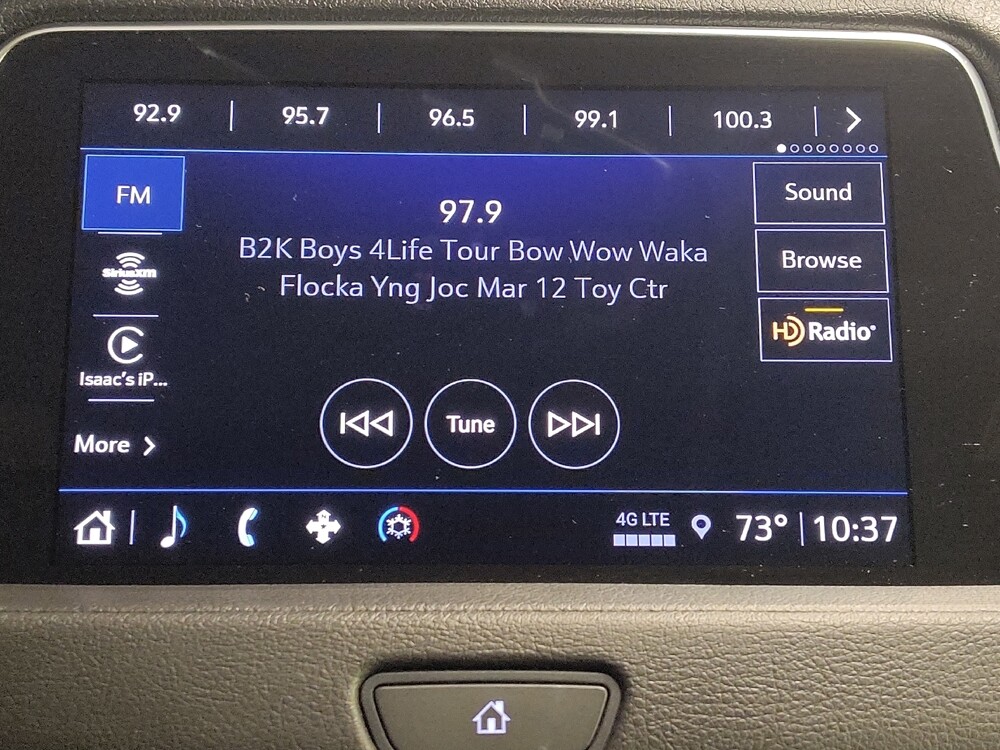 92.9 | 95.7 | 96.5 | 99.1 | 100.3
FM
97.9
B2K Boys 4Life Tour Bow Wow Waka
Flocka Yng Joc Mar 12 Toy Ctr
Sound
Browse
HD Radio
SiriusXM
Isaac's iP...
More
Tune
4G LTE
73° | 10:37